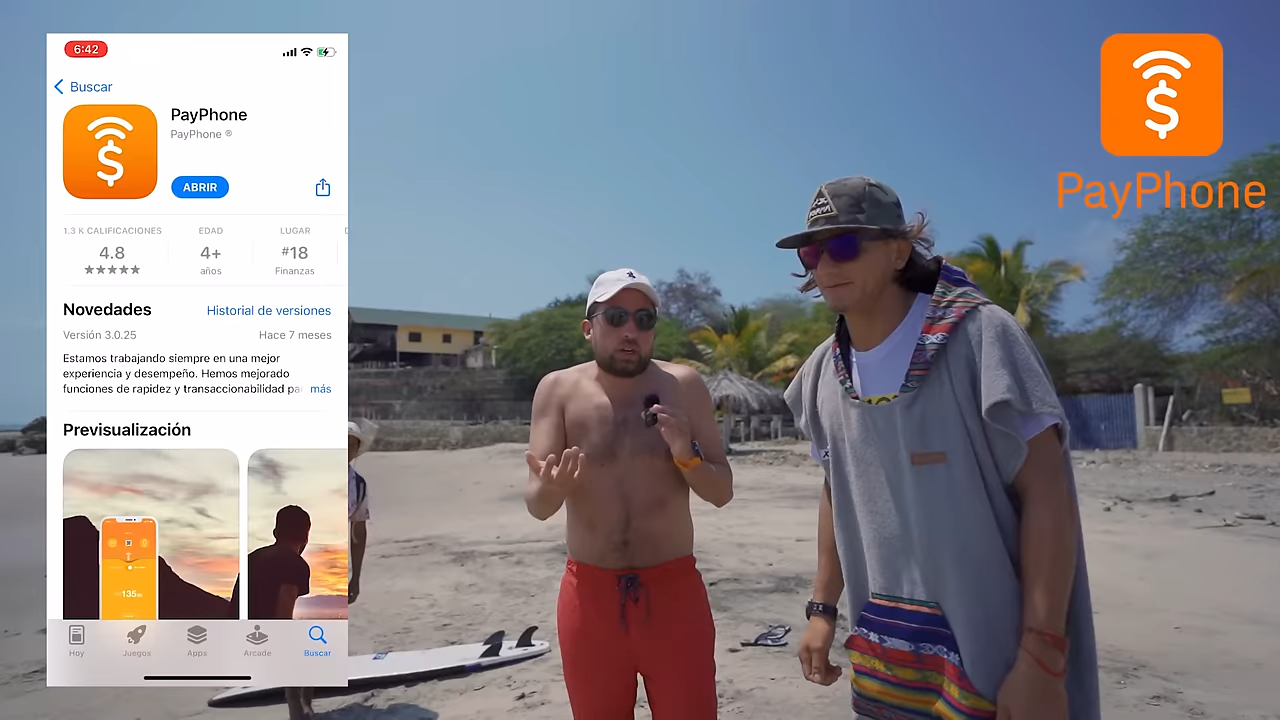 6:42
Buscar
PayPhone
PayPhone ®
ABRIR
1.3 K CALIFICACIONES
EDAD
LUGAR
4.8
4+
#18
años
Finanzas
Novedades
Historial de versiones
Versión 3.0.25
Hace 7 meses
Estamos trabajando siempre en una mejor
experiencia y desempeño. Hemos mejorado
funciones de rapidez y transaccionabilidad
más
Previsualización
Hoy
Juegos
Apps
Arcade
Buscar
$
PayPhone